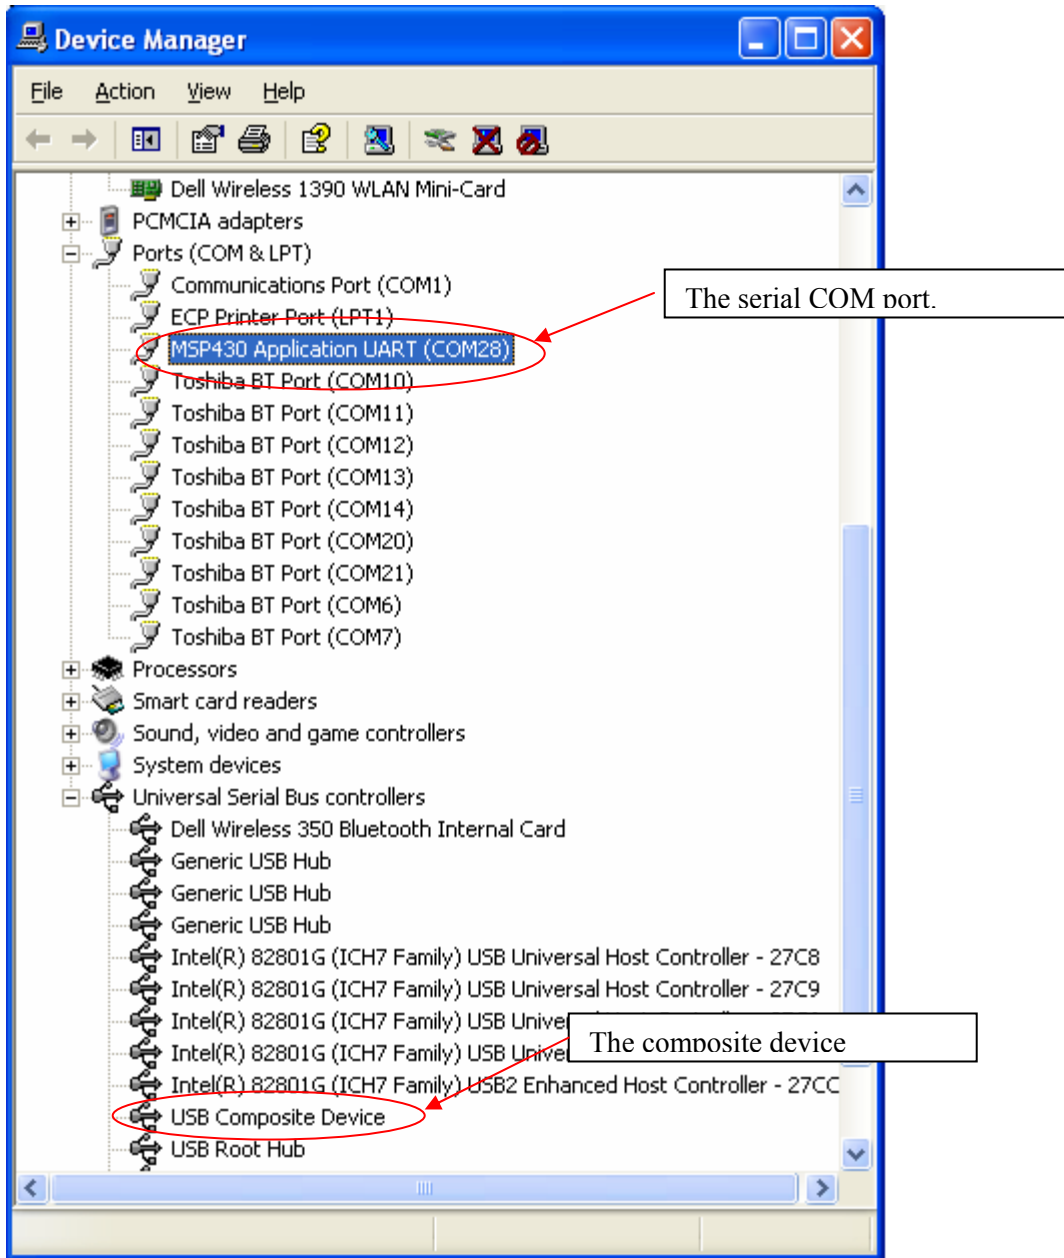 Device Manager
File Action View Help
Dell Wireless 1390 WLAN Mini-Card
PCMCIA adapters
Ports (COM & LPT)
Communications Port (COM1)
The serial COM port.
ECP Printer Port (LPT1)
MSP430 Application UART (COM28)
Toshiba BT Port (COM10)
Toshiba BT Port (COM11)
Toshiba BT Port (COM12)
Toshiba BT Port (COM13)
Toshiba BT Port (COM14)
Toshiba BT Port (COM20)
Toshiba BT Port (COM21)
Toshiba BT Port (COM6)
Toshiba BT Port (COM7)
Processors
Smart card readers
Sound, video and game controllers
System devices
Universal Serial Bus controllers
Dell Wireless 350 Bluetooth Internal Card
Generic USB Hub
Generic USB Hub
Generic USB Hub
Intel(R) 82801G (ICH7 Family) USB Universal Host Controller - 27C8
Intel(R) 82801G (ICH7 Family) USB Universal Host Controller - 27C9
Intel(R) 82801G (ICH7 Family) USB
The composite device
Intel(R) 82801G (ICH7 Family) USB
Intel(R) 82801G (ICH7 Family) USB2 Enhanced Host Controller - 27CC
USB Composite Device
USB Root Hub